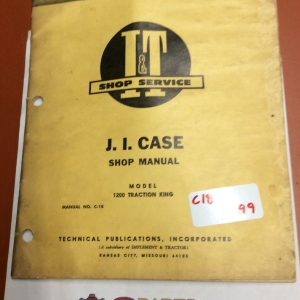 I&T
SHOP SERVICE
J. I. CASE
SHOP MANUAL
MODEL
1200 TRACTION KING
MANUAL NO. C-18
C18
99
TECHNICAL PUBLICATIONS, INCORPORATED
(A subsidiary of IMPLEMENT & TRACTOR)
KANSAS CITY, MISSOURI 64105